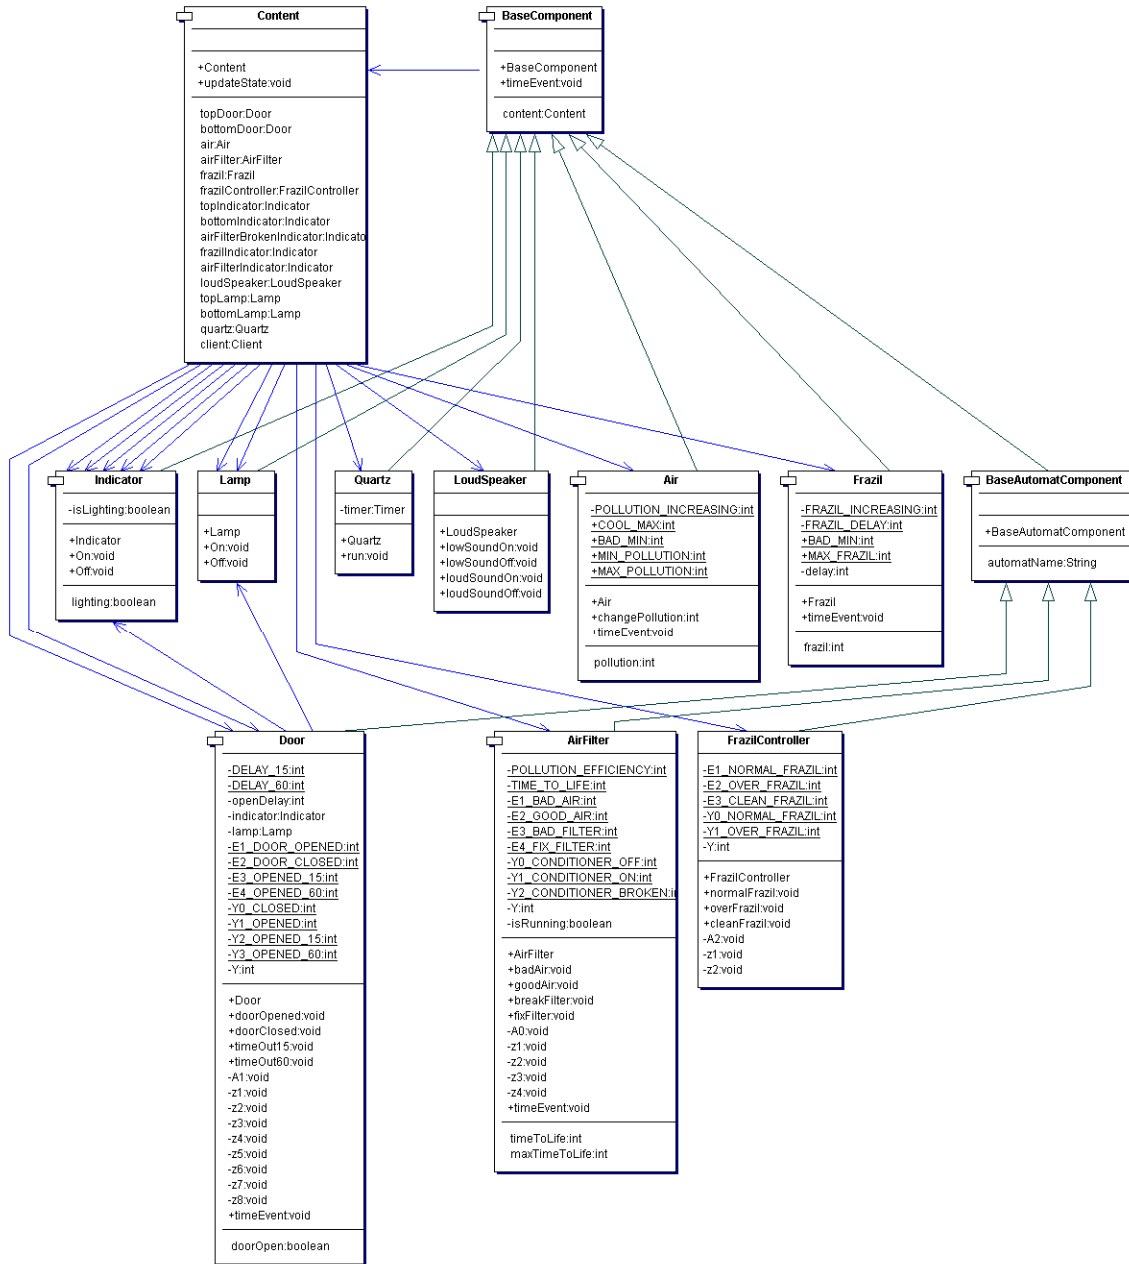 Content
+Content
+updateState:void
topDoor:Door
bottomDoor:Door
air:Air
airFilter:AirFilter
frazil:Frazil
frazilController:FrazilController
topIndicator:Indicator
bottomIndicator:Indicator
airFilterBrokenIndicator:Indicato
frazilIndicator:Indicator
airFilterIndicator:Indicator
loudSpeaker:LoudSpeaker
topLamp:Lamp
bottomLamp:Lamp
quartz:Quartz
client:Client
BaseComponent
+BaseComponent
+timeEvent:void
content:Content
Indicator
-isLighting:boolean
+Indicator
+On:void
+Off:void
lighting:boolean
Lamp
+Lamp
+On:void
+Off:void
Quartz
-timer:Timer
+Quartz
+run:void
LoudSpeaker
+LoudSpeaker
+lowSoundOn:void
+lowSoundOff:void
+loudSoundOn:void
+loudSoundOff:void
Air
-POLLUTION_INCREASING:int
+COOL_MAX:int
+BAD_MIN:int
+MIN_POLLUTION:int
+MAX_POLLUTION:int
+Air
+changePollution:int
+timeEvent:void
pollution:int
Frazil
-FRAZIL_INCREASING:int
-FRAZIL_DELAY:int
+BAD_MIN:int
+MAX_FRAZIL:int
-delay:int
+Frazil
+timeEvent:void
frazil:int
BaseAutomatComponent
+BaseAutomatComponent
automatName:String
Door
-DELAY_15:int
-DELAY_60:int
-openDelay:int
-indicator:Indicator
-lamp:Lamp
-E1_DOOR_OPENED:int
-E2_DOOR_CLOSED:int
-E3_OPENED_15:int
-E4_OPENED_60:int
-Y0_CLOSED:int
-Y1_OPENED:int
-Y2_OPENED_15:int
-Y3_OPENED_60:int
-Y:int
+Door
+doorOpened:void
+doorClosed:void
+timeOut15:void
+timeOut60:void
-A1:void
-z1:void
-z2:void
-z3:void
-z4:void
-z5:void
-z6:void
-z7:void
-z8:void
+timeEvent:void
doorOpen:boolean
AirFilter
-POLLUTION_EFFICIENCY:int
-TIME_TO_LIFE:int
-E1_BAD_AIR:int
-E2_GOOD_AIR:int
-E3_BAD_FILTER:int
-E4_FIX_FILTER:int
-Y0_CONDITIONER_OFF:int
-Y1_CONDITIONER_ON:int
-Y2_CONDITIONER_BROKEN:in
-Y:int
-isRunning:boolean
+AirFilter
+badAir:void
+goodAir:void
+breakFilter:void
+fixFilter:void
-A0:void
-z1:void
-z2:void
-z3:void
-z4:void
+timeEvent:void
timeToLife:int
maxTimeToLife:int
FrazilController
-E1_NORMAL_FRAZIL:int
-E2_OVER_FRAZIL:int
-E3_CLEAN_FRAZIL:int
-Y0_NORMAL_FRAZIL:int
-Y1_OVER_FRAZIL:int
-Y:int
+FrazilController
+normalFrazil:void
+overFrazil:void
+cleanFrazil:void
-A2:void
-z1:void
-z2:void